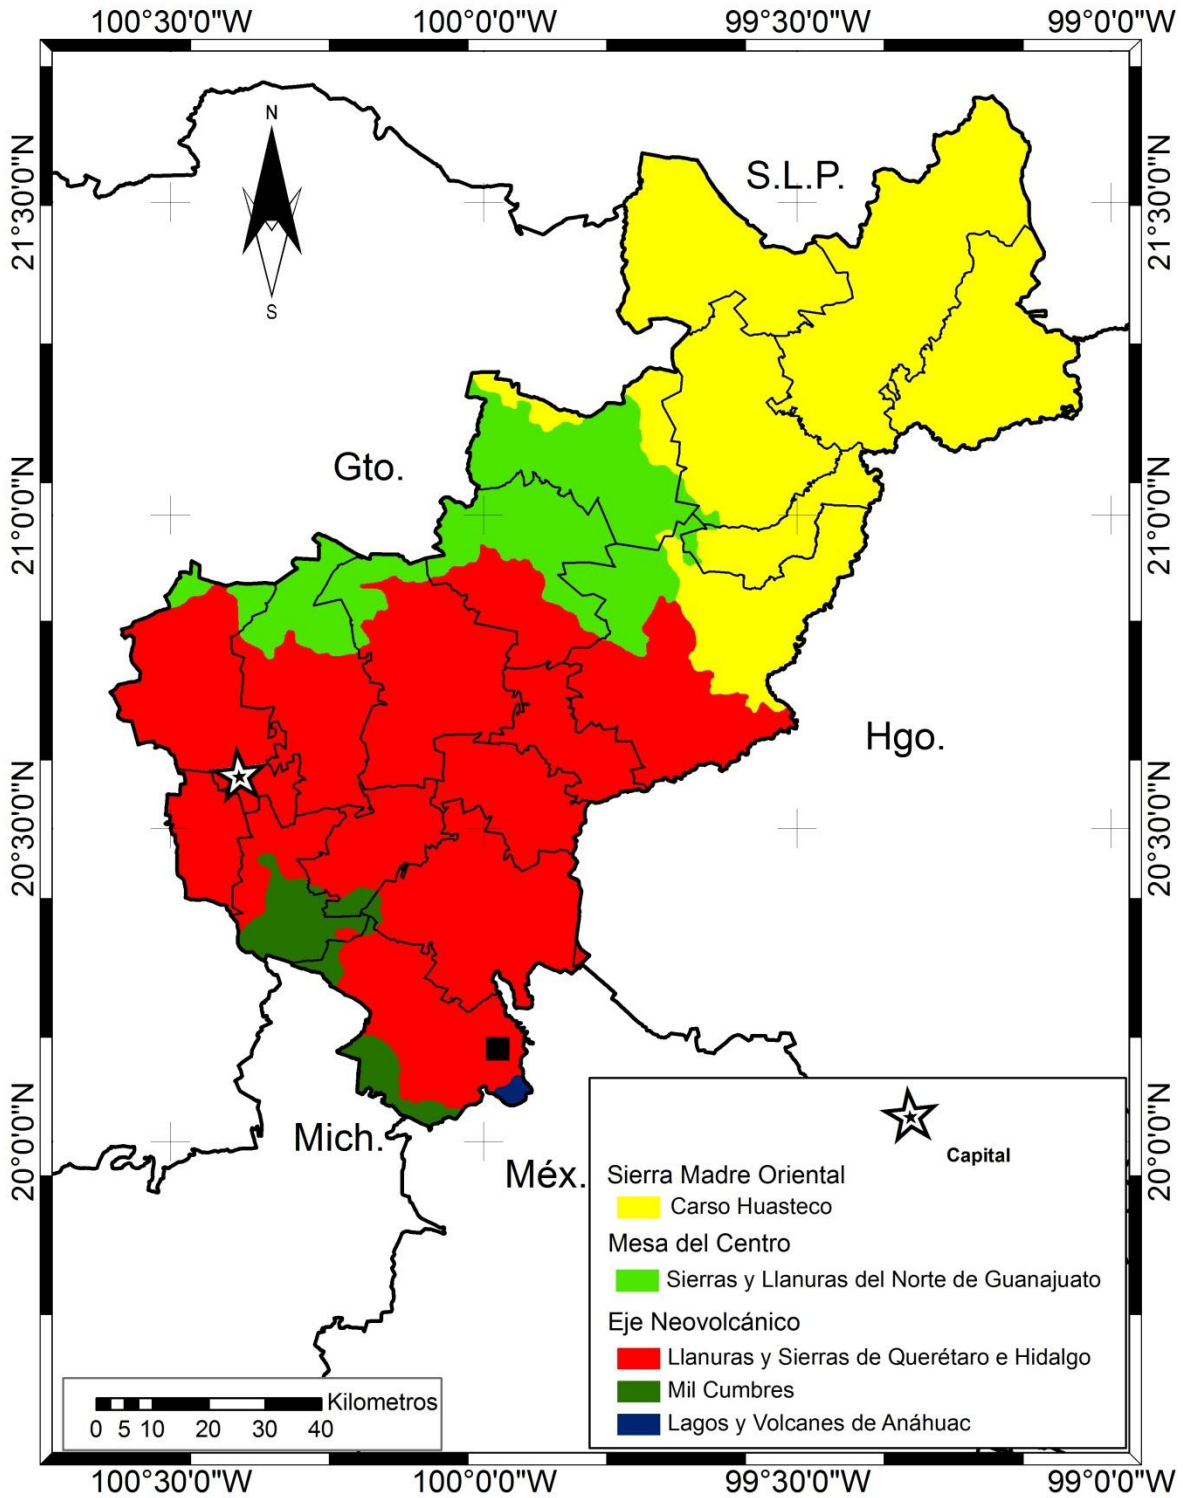 100°30'0"W 100°0'0"W 99°30'0"W 99°0'0"W
N
S
S.L.P.
21°30'0"N
21°30'0"N
Gto.
21°0'0"N
21°0'0"N
Hgo.
20°30'0"N
20°30'0"N
Mich.
Méx.
20°0'0"N
20°0'0"N
Capital
Sierra Madre Oriental
Carso Huasteco
Mesa del Centro
Sierras y Llanuras del Norte de Guanajuato
Eje Neovolcánico
Llanuras y Sierras de Querétaro e Hidalgo
Mil Cumbres
Lagos y Volcanes de Anáhuac
Kilometros
0 5 10 20 30 40
100°30'0"W 100°0'0"W 99°30'0"W 99°0'0"W